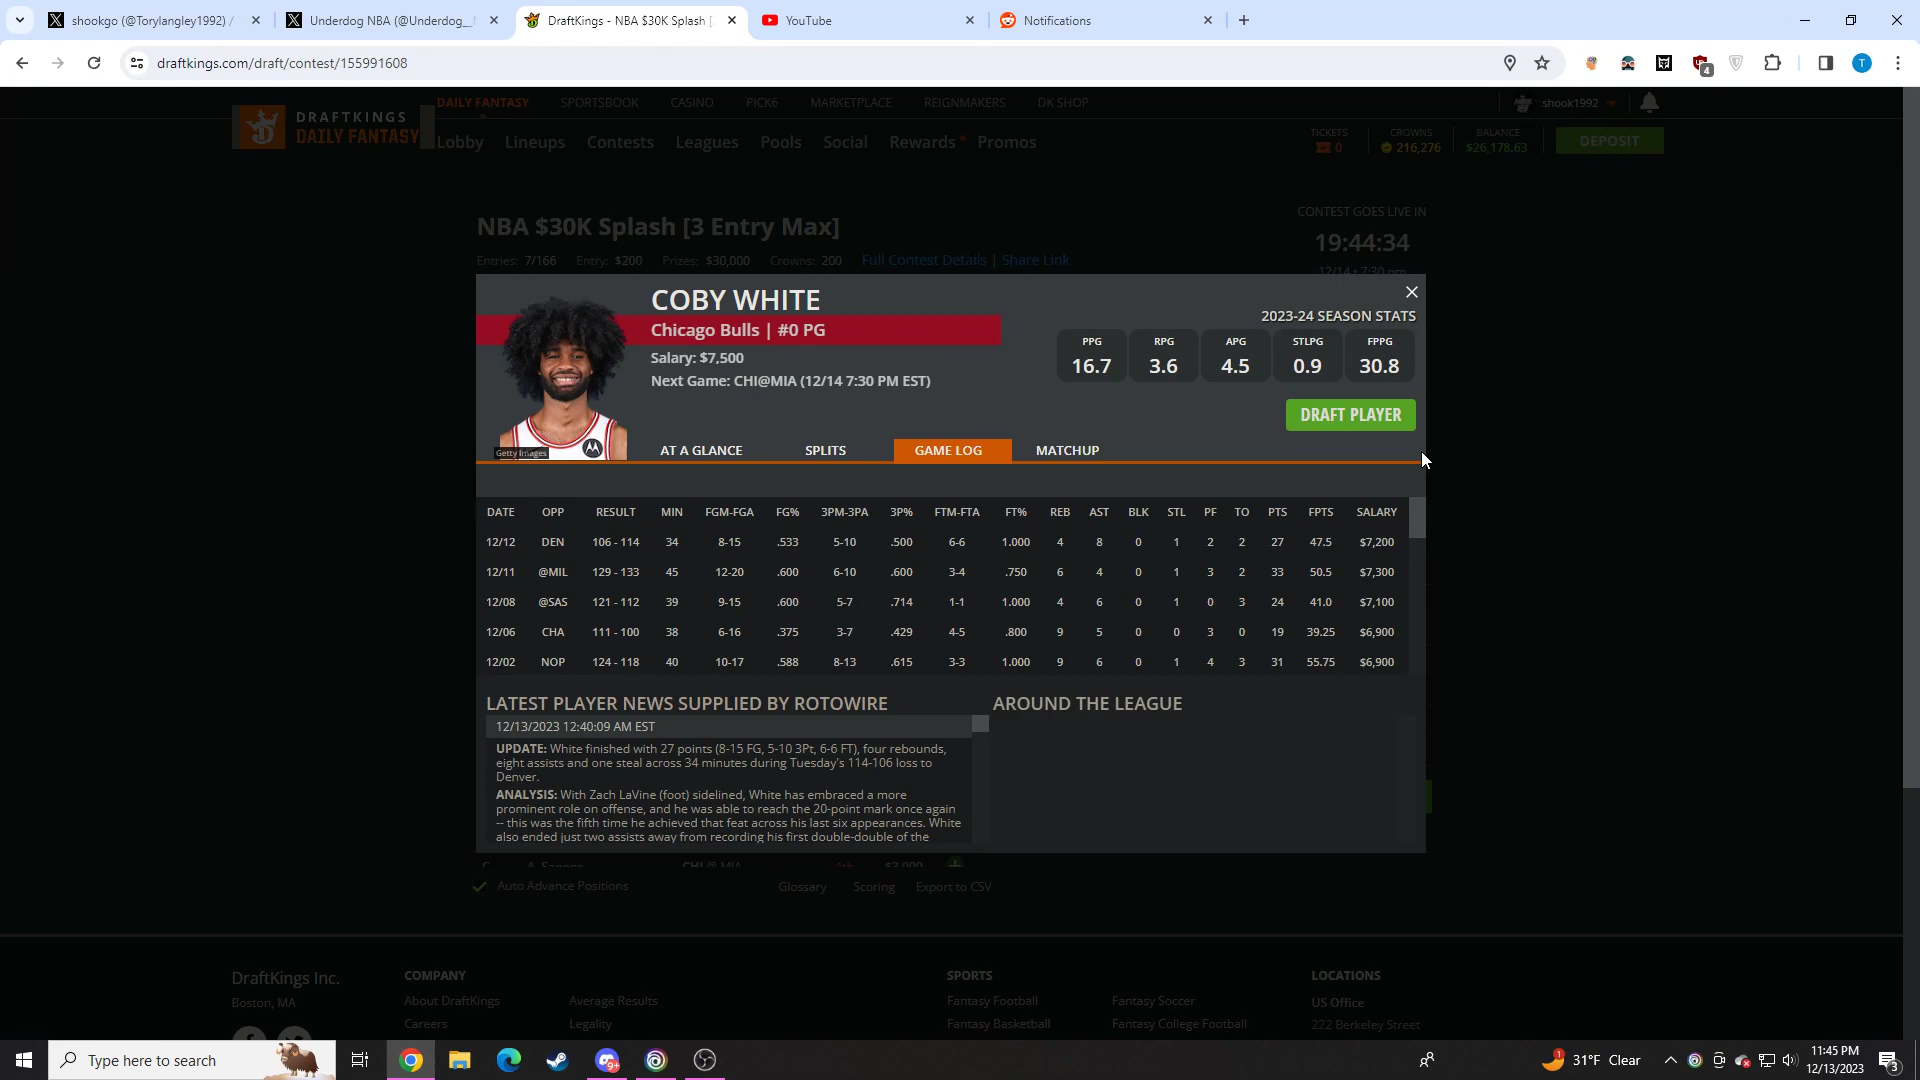 shookgo (@Torylangley1992) / Underdog NBA (@Underdog__ DraftKings - NBA $30K Splash [ YouTube Notifications
draftkings.com/draft/contest/155991608 4 T
DAILY FANTASY SPORTSBOOK CASINO PICK6 MARKETPLACE REIGNMAKERS DK SHOP shook1992
DRAFTKINGS
DAILY FANTASY
Lobby Lineups Contests Leagues Pools Social Rewards Promos
TICKETS CROWNS BALANCE
0 216,276 $26,178.63 DEPOSIT
NBA $30K Splash [3 Entry Max] CONTEST GOES LIVE IN
19:44:34
Entries: 7/166 Entry: $200 Prizes: $30,000 Crowns: 200 Full Contest Details | Share Link
12/14 • 7:30 pm
COBY WHITE
Chicago Bulls | #0 PG
Salary: $7,500
Next Game: CHI@MIA (12/14 7:30 PM EST)
2023-24 SEASON STATS
PPG RPG APG STLPG FPPG
16.7 3.6 4.5 0.9 30.8
DRAFT PLAYER
Getty Images
AT A GLANCE SPLITS GAME LOG MATCHUP
DATE OPP RESULT MIN FGM-FGA FG% 3PM-3PA 3P% FTM-FTA FT% REB AST BLK STL PF TO PTS FPTS SALARY
12/12 DEN 106 - 114 34 8-15 .533 5-10 .500 6-6 1.000 4 8 0 1 2 2 27 47.5 $7,200
12/11 @MIL 129 - 133 45 12-20 .600 6-10 .600 3-4 .750 6 4 0 1 3 2 33 50.5 $7,300
12/08 @SAS 121 - 112 39 9-15 .600 5-7 .714 1-1 1.000 4 6 0 1 0 3 24 41.0 $7,100
12/06 CHA 111 - 100 38 6-16 .375 3-7 .429 4-5 .800 9 5 0 0 3 0 19 39.25 $6,900
12/02 NOP 124 - 118 40 10-17 .588 8-13 .615 3-3 1.000 9 6 0 1 4 3 31 55.75 $6,900
LATEST PLAYER NEWS SUPPLIED BY ROTOWIRE AROUND THE LEAGUE
12/13/2023 12:40:09 AM EST
UPDATE: White finished with 27 points (8-15 FG, 5-10 3Pt, 6-6 FT), four rebounds,
eight assists and one steal across 34 minutes during Tuesday's 114-106 loss to
Denver.
ANALYSIS: With Zach LaVine (foot) sidelined, White has embraced a more
prominent role on offense, and he was able to reach the 20-point mark once again
-- this was the fifth time he achieved that feat across his last six appearances. White
also ended just two assists away from recording his first double-double of the
C A. Sanogo CHI @ MIA 4th $3,000
Auto Advance Positions Glossary Scoring Export to CSV
DraftKings Inc. COMPANY SPORTS LOCATIONS
Boston, MA About DraftKings Average Results Fantasy Football Fantasy Soccer US Office
Careers Legality Fantasy Basketball Fantasy College Football 222 Berkeley Street
Type here to search 9+ 1 31°F Clear 11:45 PM
12/13/2023 3